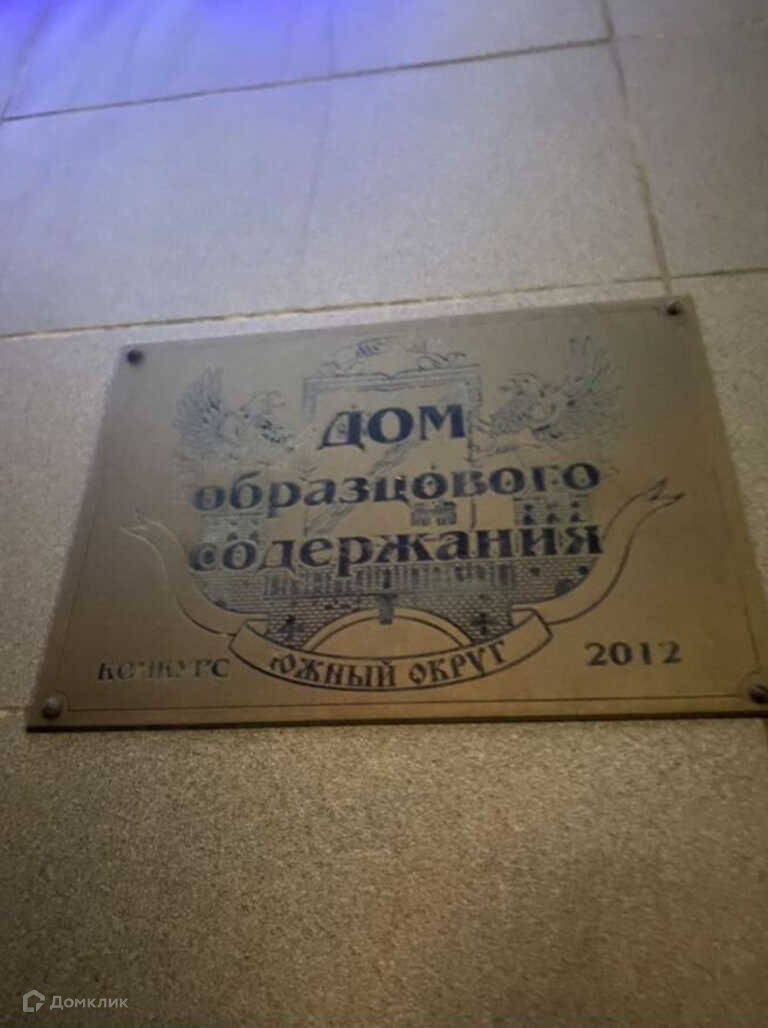 ДОМ
образцового
содержания
КОНКУРС
ЮЖНЫЙ ОКРУГ
2012
Домклик